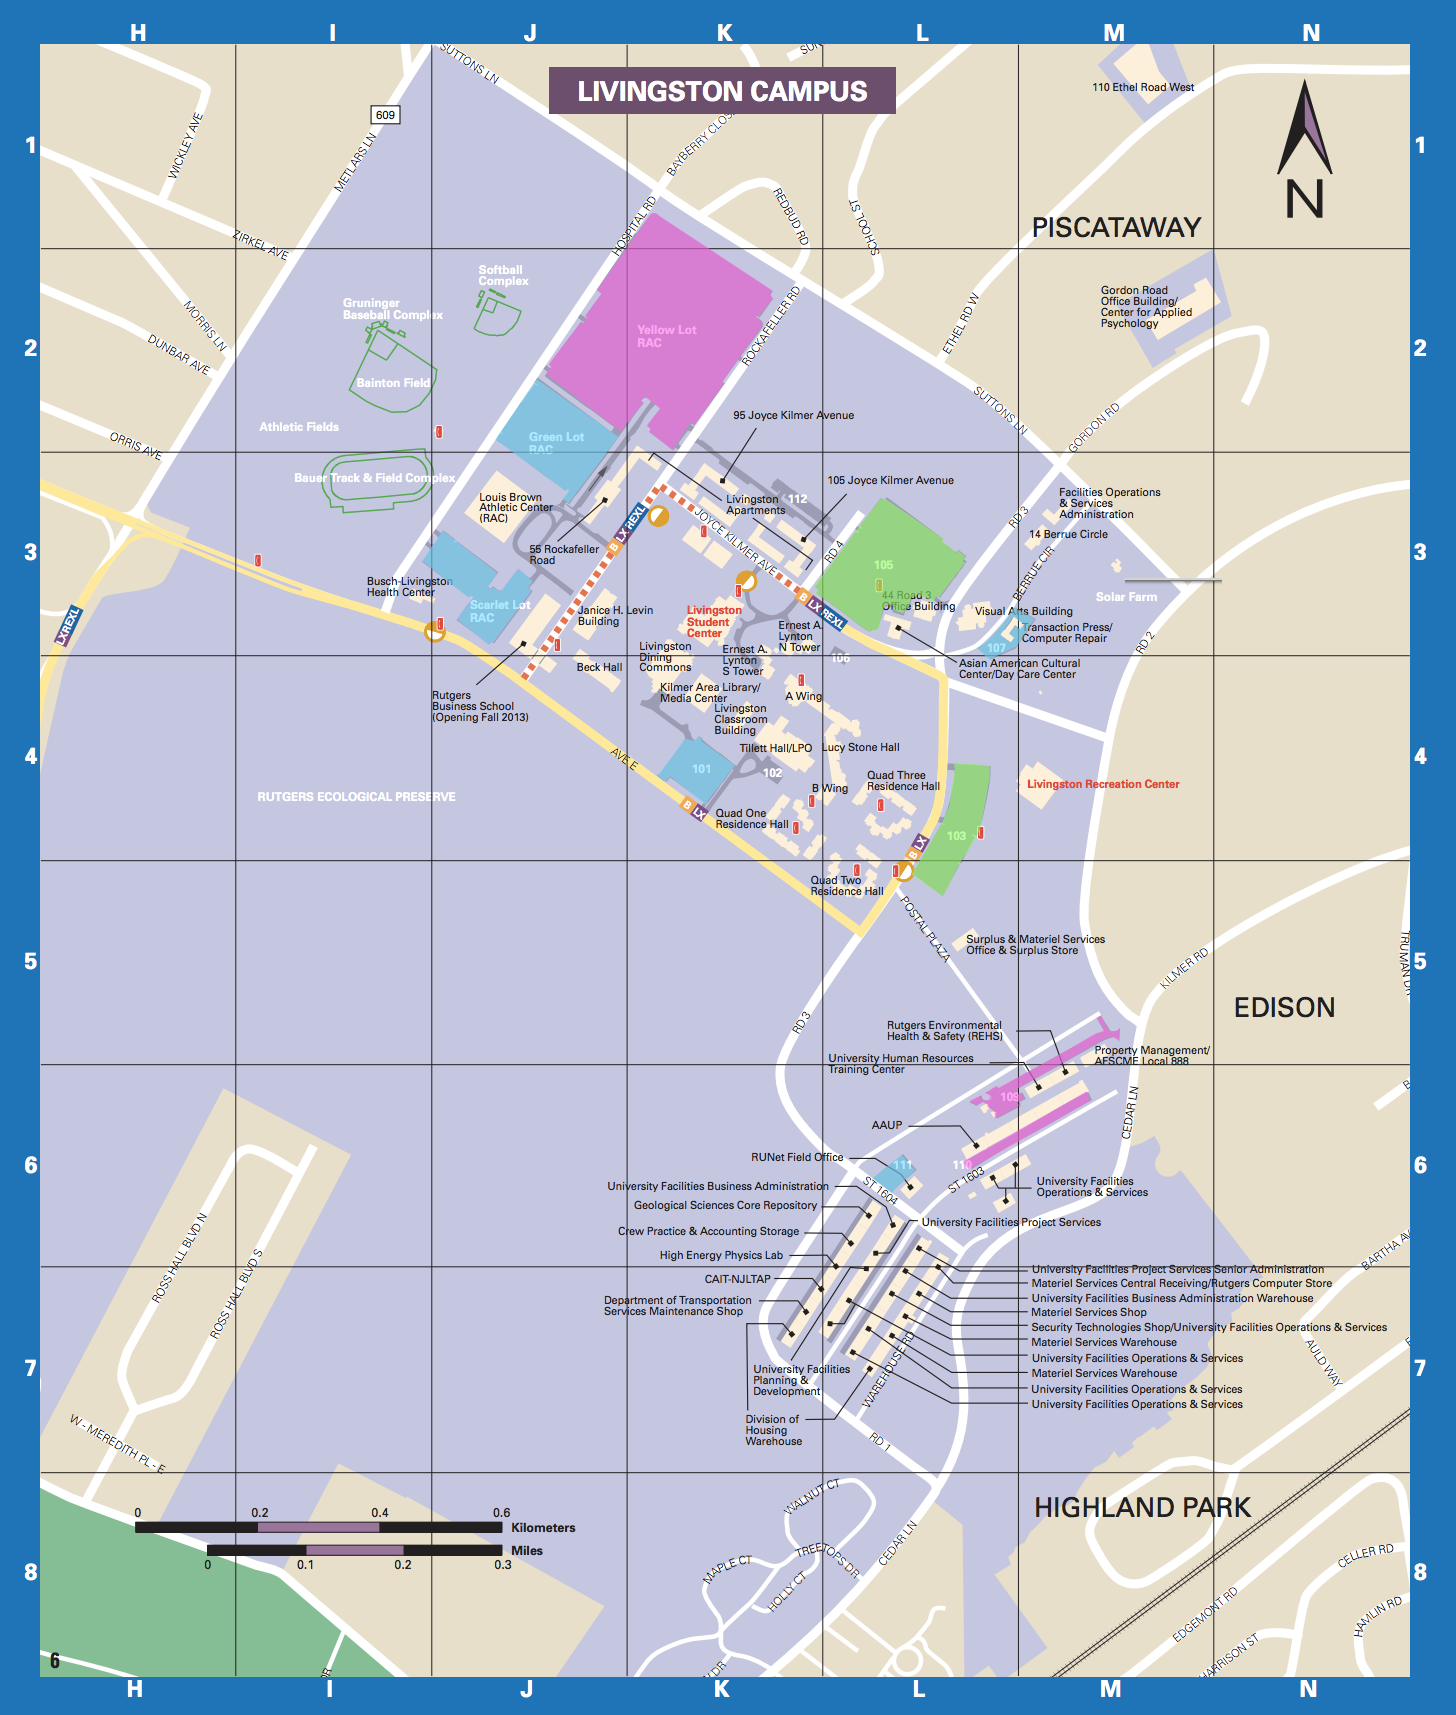 H I J K L M N
LIVINGSTON CAMPUS
SUTTONS LN
110 Ethel Road West
609
1
1
WICKLEY AVE
METLARS LN
BAYBERRY CLOS
REDBUD RD
SCHOOL ST
N
HOSPITAL RD
PISCATAWAY
ZIRKEL AVE
Softball
Complex
Gruninger
Baseball Complex
MORRIS LN
DUNBAR AVE
Yellow Lot
RAC
ROCKAFELLER RD
ETHEL RD W
Gordon Road
Office Building/
Center for Applied
Psychology
2
2
Bainton Field
SUTTONS LN
GORDON RD
95 Joyce Kilmer Avenue
Athletic Fields
ORRIS AVE
Green Lot
RAC
Bauer Track & Field Complex
105 Joyce Kilmer Avenue
Louis Brown
Athletic Center
(RAC)
112
Livingston
Apartments
Facilities Operations
& Services
Administration
RD 3
14 Berrue Circle
JOYCE KILMER AVE
B LX REXL
RD 4
3
3
55 Rockafeller
Road
105
BERRUE CIR
Busch-Livingston
Health Center
Solar Farm
44 Road 3
Office Building
Scarlet Lot
RAC
Janice H. Levin
Building
Livingston
Student
Center
B LX REXL
Visual Arts Building
LX REXL
Ernest A.
Lynton
N Tower
Transaction Press/
Computer Repair
RD 2
107
Livingston
Dining
Commons
Ernest A.
Lynton
S Tower
106
Beck Hall
Asian American Cultural
Center/Day Care Center
Rutgers
Business School
(Opening Fall 2013)
Kilmer Area Library/
Media Center
A Wing
Livingston
Classroom
Building
4
4
AVE E
Tillett Hall/LPO
Lucy Stone Hall
101
102
Quad Three
Residence Hall
Livingston Recreation Center
RUTGERS ECOLOGICAL PRESERVE
B Wing
B LX
Quad One
Residence Hall
103
B LX
Quad Two
Residence Hall
POSTAL PLAZA
Surplus & Materiel Services
Office & Surplus Store
5
5
KILMER RD
EDISON
RD 3
Rutgers Environmental
Health & Safety (REHS)
Property Management/
AFSCME Local 888
University Human Resources
Training Center
109
CEDAR LN
AAUP
RUNet Field Office
111
110
6
6
ST 1604
ST 1603
University Facilities
Operations & Services
University Facilities Business Administration
Geological Sciences Core Repository
University Facilities Project Services
Crew Practice & Accounting Storage
High Energy Physics Lab
CAIT-NJLTAP
Department of Transportation
Services Maintenance Shop
ROSS HALL BLVD N
ROSS HALL BLVD S
University Facilities Project Services Senior Administration
Materiel Services Central Receiving/Rutgers Computer Store
University Facilities Business Administration Warehouse
Materiel Services Shop
Security Technologies Shop/University Facilities Operations & Services
Materiel Services Warehouse
University Facilities Operations & Services
Materiel Services Warehouse
University Facilities Operations & Services
University Facilities Operations & Services
BARTHA AV
AULD WAY
7
7
University Facilities
Planning &
Development
WAREHOUSE RD
Division of
Housing
Warehouse
RD 1
W - MEREDITH PL - E
HIGHLAND PARK
WALNUT CT
0 0.2 0.4 0.6
Kilometers
Miles
0 0.1 0.2 0.3
MAPLE CT
TREETOPS DR
HOLLY CT
CEDAR LN
CELLER RD
HAMLIN RD
EDGEMONT RD
HARRISON ST
8
8
6
H I J K L M N